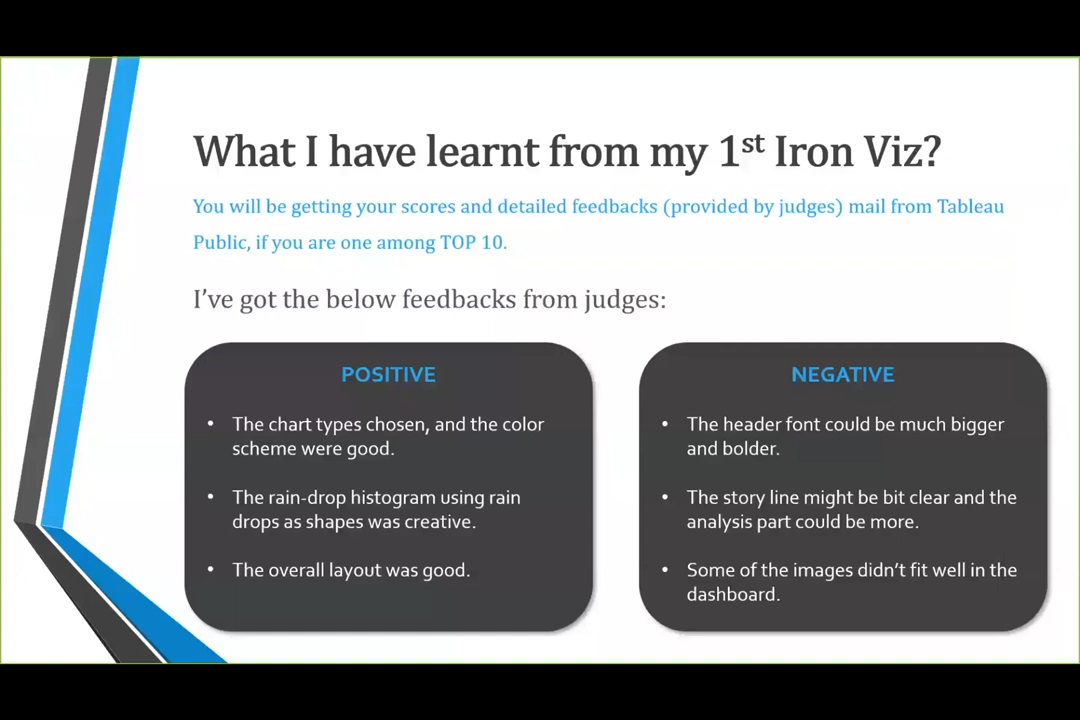 What I have learnt from my 1st Iron Viz?
You will be getting your scores and detailed feedbacks (provided by judges) mail from Tableau
Public, if you are one among TOP 10.
I’ve got the below feedbacks from judges:
POSITIVE
• The chart types chosen, and the color
scheme were good.
• The rain-drop histogram using rain
drops as shapes was creative.
• The overall layout was good.
NEGATIVE
• The header font could be much bigger
and bolder.
• The story line might be bit clear and the
analysis part could be more.
• Some of the images didn’t fit well in the
dashboard.